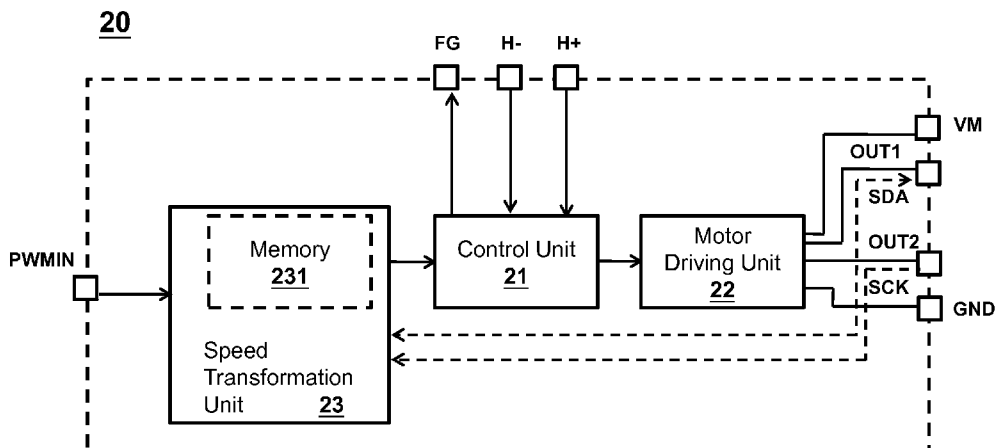 20
FG
H-
H+
VM
OUT1
SDA
Memory
231
Control Unit
21
Motor
Driving Unit
22
OUT2
SCK
PWMIN
GND
Speed
Transformation
Unit
23